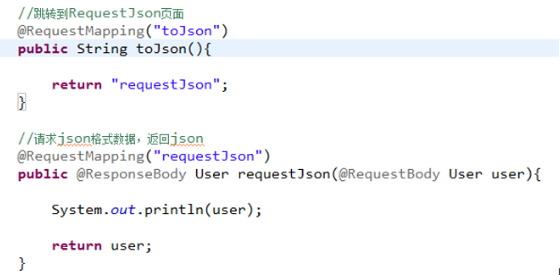 //跳转到RequestJson页面
@RequestMapping("toJson")
public String toJson(){
return "requestJson";
}
//请求json格式数据，返回json
@RequestMapping("requestJson")
public @ResponseBody User requestJson(@RequestBody User user){
System.out.println(user);
return user;
}